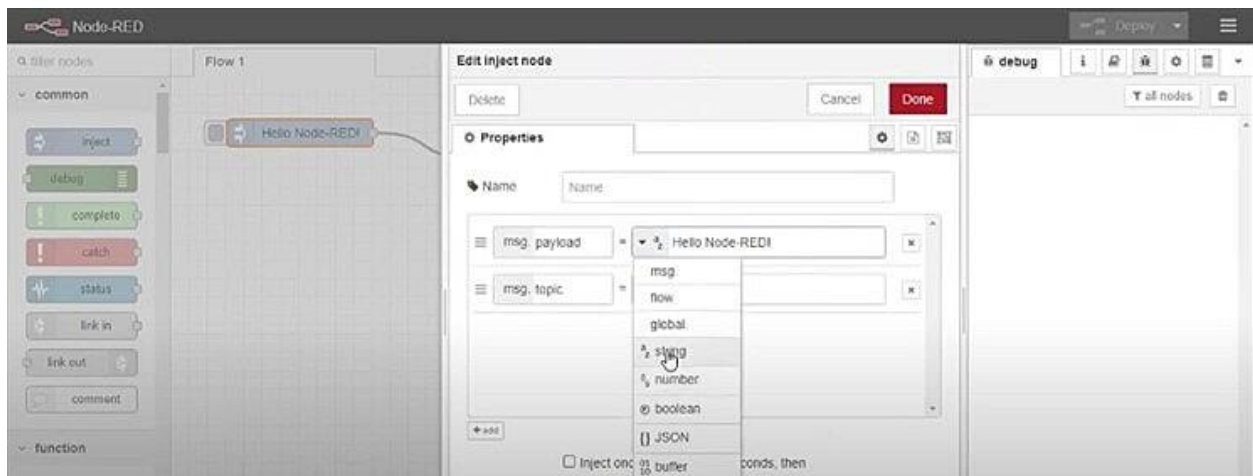 Node-RED
Deploy
filter nodes
Flow 1
Edit inject node
debug
common
Delete
Cancel
Done
all nodes
inject
Hello Node-RED!
Properties
debug
Name
Name
complete
msg. payload
=
Hello Node-RED!
catch
msg.
msg. topic
=
status
flow.
global.
link in
string
link out
number
comment
boolean
add
{} JSON
function
Inject once
buffer
seconds, then